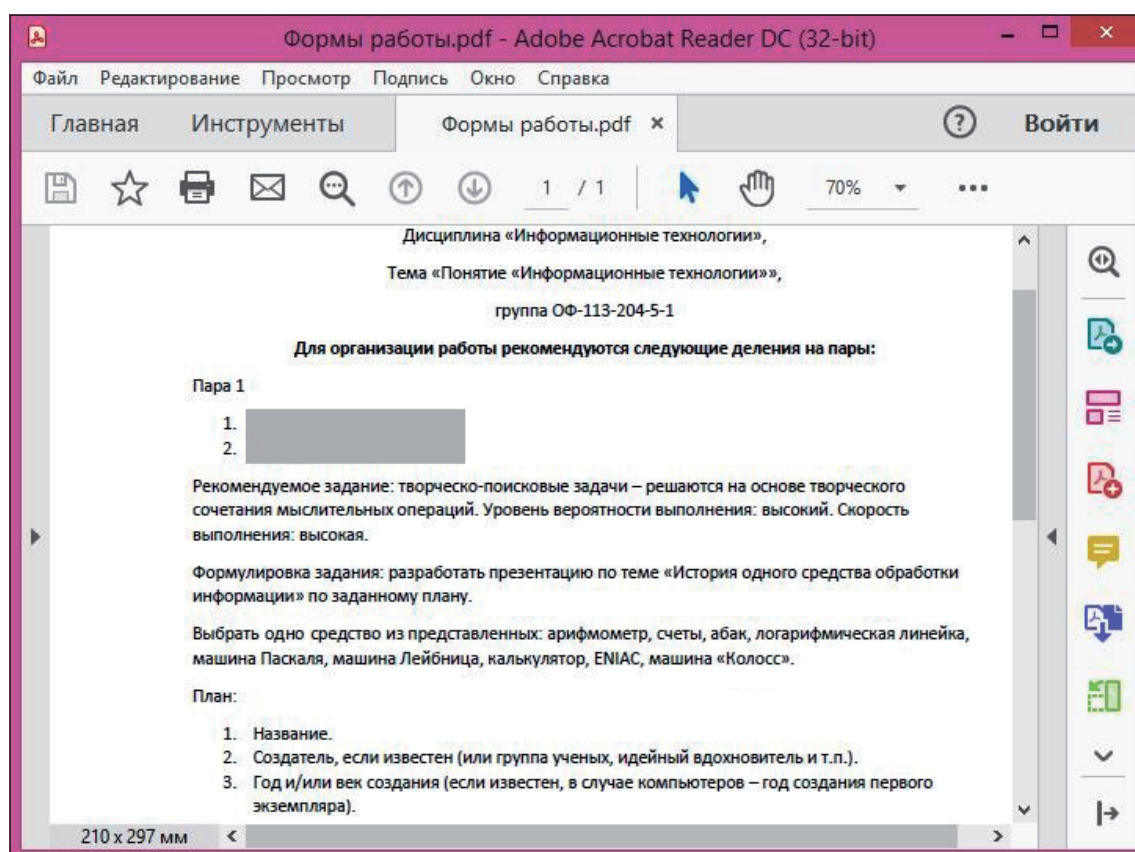 Формы работы.pdf - Adobe Acrobat Reader DC (32-bit)
Файл Редактирование Просмотр Подпись Окно Справка
Главная Инструменты Формы работы.pdf × Войти
1 / 1 70%
Дисциплина «Информационные технологии»,
Тема «Понятие «Информационные технологии»»,
группа ОФ-113-204-5-1
Для организации работы рекомендуются следующие деления на пары:
Пара 1
1.
2.
Рекомендуемое задание: творческо-поисковые задачи – решаются на основе творческого
сочетания мыслительных операций. Уровень вероятности выполнения: высокий. Скорость
выполнения: высокая.
Формулировка задания: разработать презентацию по теме «История одного средства обработки
информации» по заданному плану.
Выбрать одно средство из представленных: арифмометр, счеты, абак, логарифмическая линейка,
машина Паскаля, машина Лейбница, калькулятор, ENIAC, машина «Колосс».
План:
1. Название.
2. Создатель, если известен (или группа ученых, идейный вдохновитель и т.п.).
3. Год и/или век создания (если известен, в случае компьютеров – год создания первого
экземпляра).
210 x 297 мм